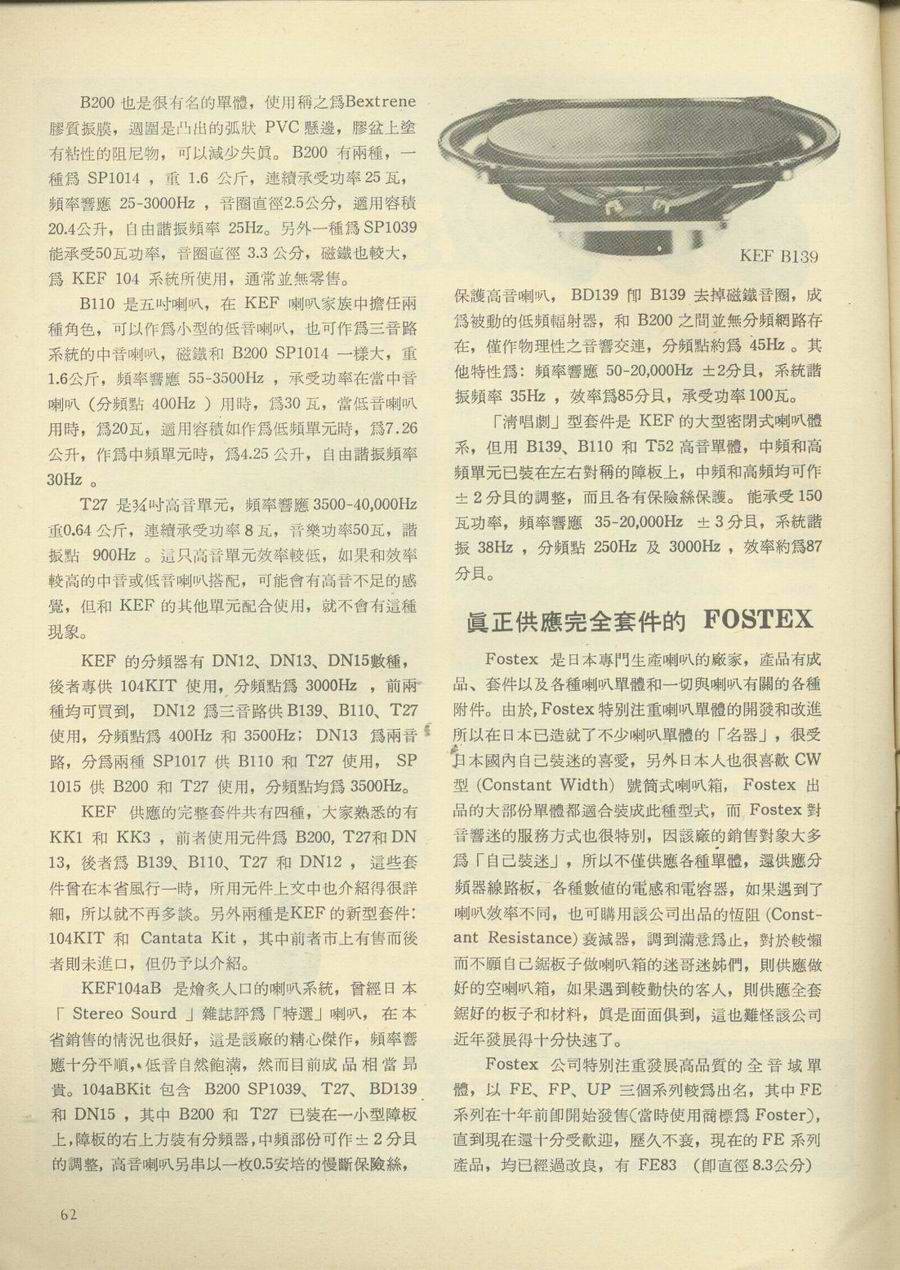 B200 也是很有名的單體，使用稱之爲Bextrene
膠質振膜，週圍是凸出的弧狀 PVC 懸邊，膠盆上塗
有粘性的阻尼物，可以減少失眞。 B200 有兩種，一
種爲 SP1014 ，重 1.6 公斤，連續承受功率 25 瓦，
頻率響應 25-3000Hz ，音圈直徑2.5公分，適用容積
20.4公升，自由諧振頻率 25Hz。另外一種爲 SP1039
能承受50瓦功率，音圈直徑 3.3 公分，磁鐵也較大，
爲 KEF 104 系統所使用，通常並無零售。
B110 是五吋喇叭，在 KEF 喇叭家族中擔任兩
種角色，可以作爲小型的低音喇叭，也可作爲三音路
系統的中音喇叭，磁鐵和 B200 SP1014 一樣大，重
1.6公斤，頻率響應 55-3500Hz ，承受功率在當中音
喇叭（分頻點 400Hz ）用時，爲30 瓦，當低音喇叭
用時，爲20瓦，適用容積如作爲低頻單元時，爲7.26
公升，作爲中頻單元時，爲4.25 公升，自由諧振頻率
30Hz 。
T27 是¾吋高音單元，頻率響應 3500-40,000Hz
重0.64 公斤，連續承受功率 8 瓦，音樂功率50瓦，諧
振點 900Hz 。這只高音單元效率較低，如果和效率
較高的中音或低音喇叭搭配，可能會有高音不足的感
覺，但和 KEF 的其他單元配合使用，就不會有這種
現象。
KEF 的分頻器有 DN12、DN13、DN15數種，
後者專供 104KIT 使用，分頻點爲 3000Hz ，前兩
種均可買到， DN12 爲三音路供 B139、B110、T27
使用，分頻點爲 400Hz 和 3500Hz； DN13 爲兩音
路，分爲兩種 SP1017 供 B110 和 T27 使用， SP
1015 供 B200 和 T27 使用，分頻點均爲 3500Hz。
KEF 供應的完整套件共有四種，大家熟悉的有
KK1 和 KK3 ，前者使用元件爲 B200, T27和 DN
13，後者爲 B139、B110、T27 和 DN12 ， 這些套
件曾在本省風行一時，所用元件上文中也介紹得很詳
細，所以就不再多談。另外兩種是KEF 的新型套件：
104KIT 和 Cantata Kit ，其中前者市上有售而後
者則未進口，但仍予以介紹。
KEF104aB 是燴炙人口的喇叭系統，曾經日 本
「 Stereo Sourd 」雜誌評爲「特選」喇叭， 在 本
省銷售的情況也很好，這是該廠的精心傑作，頻率響
應十分平順，低音自然飽滿，然而目前成 品 相 當 昂
貴。104aBKit 包含 B200 SP1039、 T27、 BD139
和 DN15 ，其中 B200 和 T27 已裝在一小型障板
上，障板的右上方裝有分頻器，中頻部份可作± 2 分貝
的調整，高音喇叭另串以一枚0.5安培的慢斷保險絲，
62
KEF B139
保護高音喇叭， BD139 卽 B139 去掉磁鐵音圈，成
爲被動的低頻輻射器，和 B200 之間並無分頻網路存
在，僅作物理性之音響交連，分頻點約爲 45Hz 。其
他特性爲：頻率響應 50-20,000Hz ±2分貝，系統諧
振頻率 35Hz ，效率爲85分貝，承受功率 100瓦。
「淸唱劇」型套件是 KEF 的大型密閉式喇叭體
系，但用 B139、B110 和 T52 高音單體，中頻和高
頻單元已裝在左右對稱的障板上，中頻和高頻均可作
± 2 分貝的調整，而且各有保險絲保護。 能承受 150
瓦功率，頻率響應 35-20,000Hz ± 3 分貝，系統諧
振 38Hz ，分頻點 250Hz 及 3000Hz ，效率約爲87
分貝。
眞正供應完全套件的 FOSTEX
Fostex 是日本專門生產喇叭的廠家，產品有成
品、套件以及各種喇叭單體和一切與喇叭有關的各種
附件。由於, Fostex 特別注重喇叭單體的開發和改進
所以在日本已造就了不少喇叭單體的「名器」，很受
日本國內自己裝迷的喜愛，另外日本人也很喜歡 CW
型 (Constant Width) 號筒式喇叭箱， Fostex 出
品的大部份單體都適合裝成此種型式，而 Fostex 對
音響迷的服務方式也很特別，因該廠的銷售對象大多
爲「自己裝迷」，所以不僅供應各種單體，還供應分
頻器線路板，各種數値的電感和電容器，如果遇到了
喇叭效率不同，也可購用該公司出品的恆阻 (Const-
ant Resistance) 衰減器，調到滿意爲止，對於較懶
而不願自己鋸板子做喇叭箱的迷哥迷姊們，則供應做
好的空喇叭箱，如果遇到較勤快的客人，則供應全套
鋸好的板子和材料，眞是面面俱到，這也難怪該公司
近年發展得十分快速了。
Fostex 公司特別注重發展高品質的 全 音 域 單
體，以 FE、FP、UP 三個系列較爲出名，其中 FE
系列在十年前卽開始發售（當時使用商標爲 Foster），
直到現在還十分受歡迎，歷久不衰，現在的 FE 系列
產品，均已經過改良，有 FE83 （卽直徑 8.3公分）